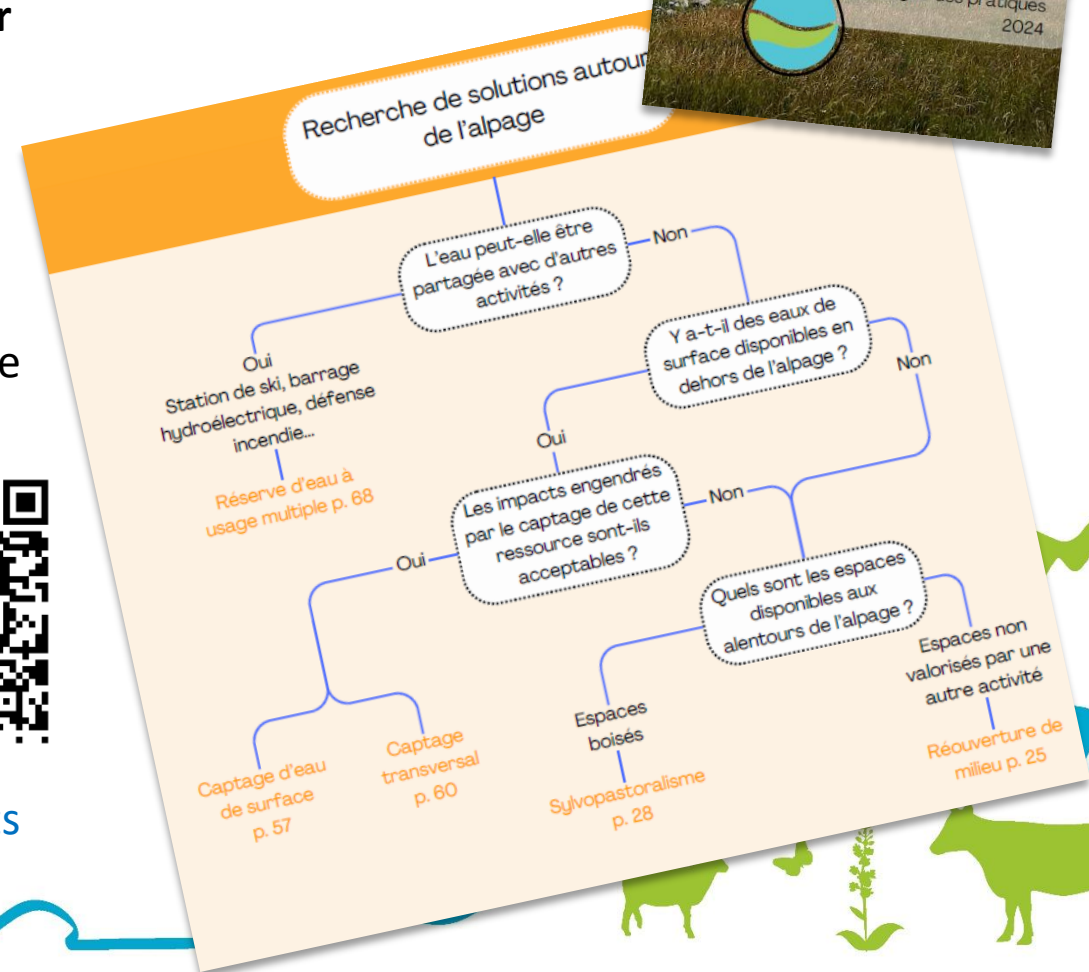 r
pratiques
2024
Recherche de solutions autour
de l'alpage
L'eau peut-elle être
partagée avec d'autres
activités ?
Non
Oui
Station de ski, barrage
hydroélectrique, défense
incendie...
Réserve d'eau à
usage multiple p. 68
Y a-t-il des eaux de
surface disponibles en
dehors de l'alpage ?
Non
Oui
Les impacts engendrés
par le captage de cette
ressource sont-ils
acceptables ?
Non
Oui
Quels sont les espaces
disponibles aux
alentours de l'alpage ?
Captage d'eau
de surface
p. 57
Captage
transversal
p. 60
Espaces
boisés
Sylvopastoralisme
p. 28
Espaces non
valorisés par une
autre activité
Réouverture de
milieu p. 25
e
s